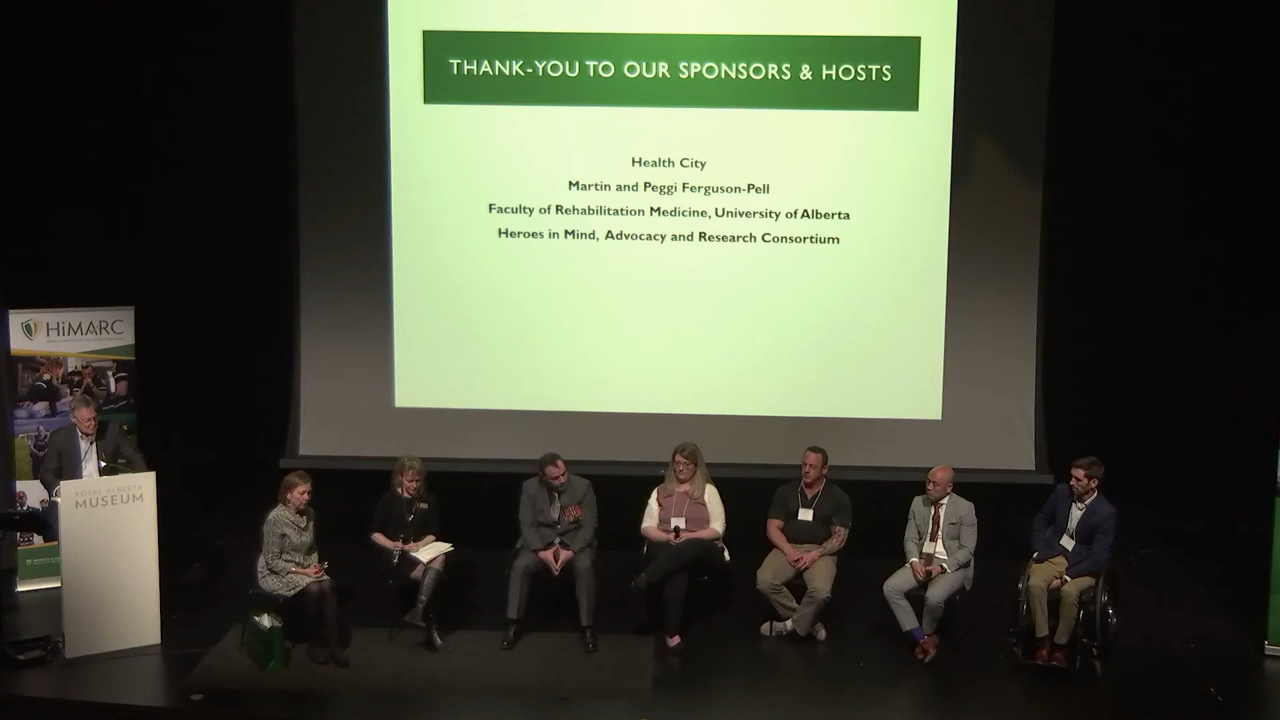 THANK-YOU TO OUR SPONSORS & HOSTS
Health City
Martin and Peggi Ferguson-Pell
Faculty of Rehabilitation Medicine, University of Alberta
Heroes in Mind, Advocacy and Research Consortium
HiMARC
ROYAL ALBERTA
MUSEUM